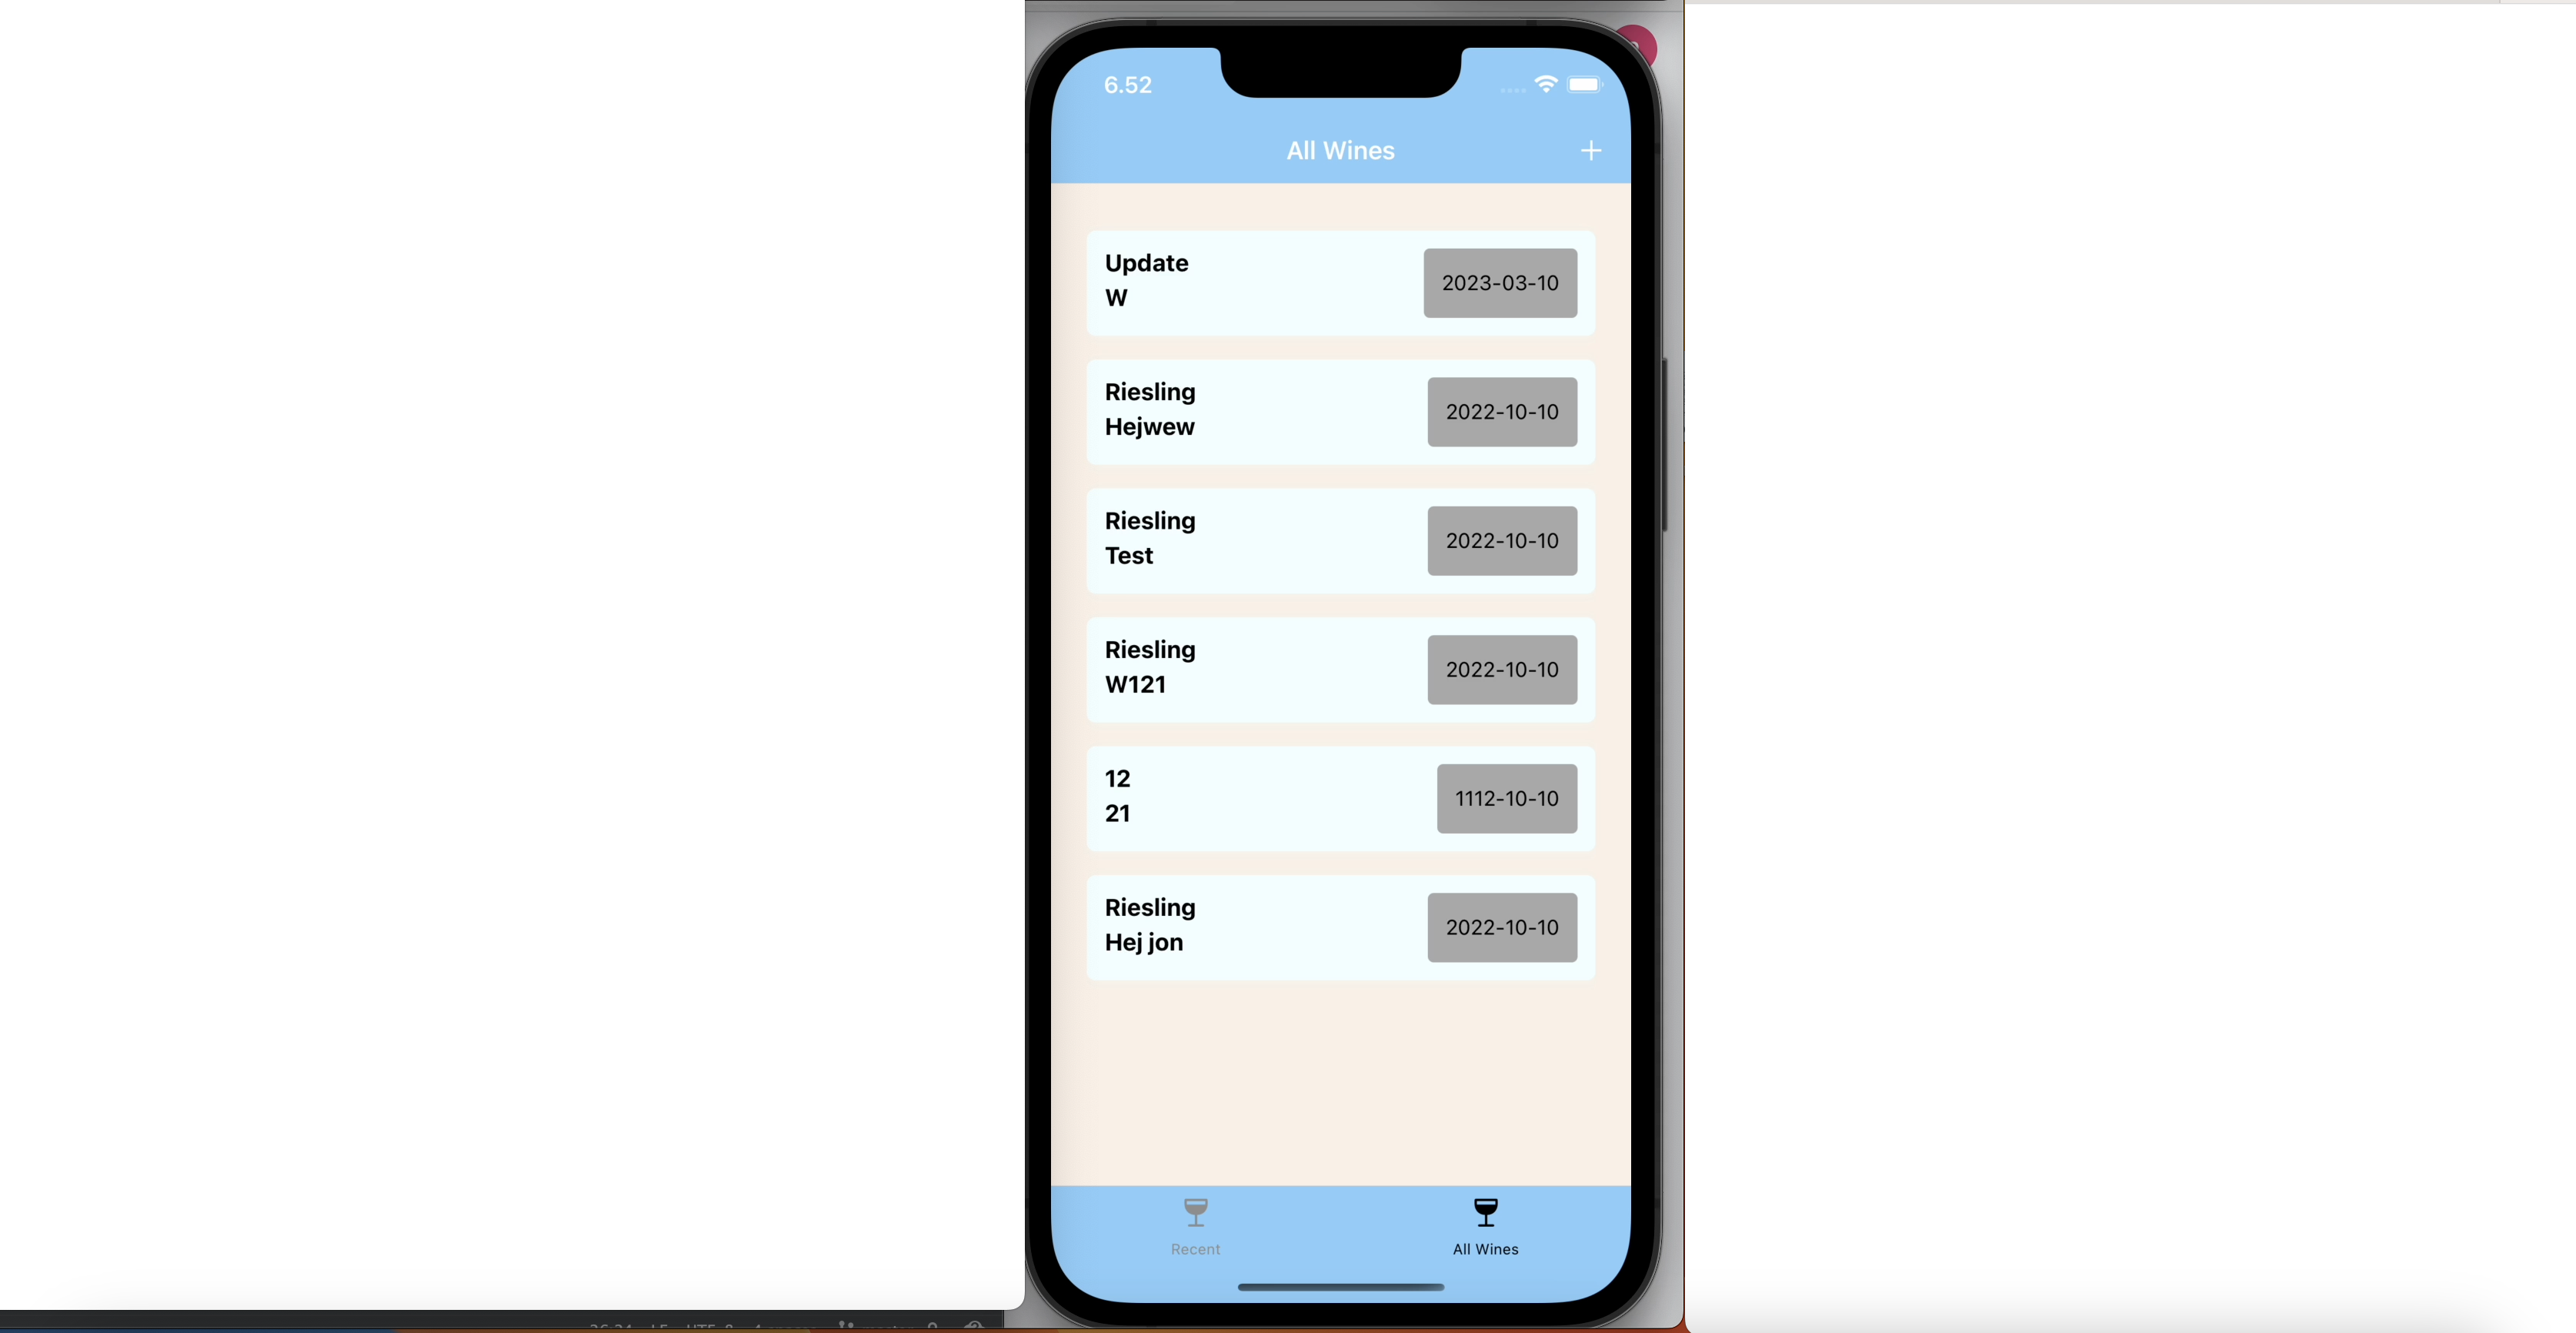 6.52
All Wines
Update
W
2023-03-10
Riesling
Hejwew
2022-10-10
Riesling
Test
2022-10-10
Riesling
W121
2022-10-10
12
21
1112-10-10
Riesling
Hej jon
2022-10-10
Recent
All Wines